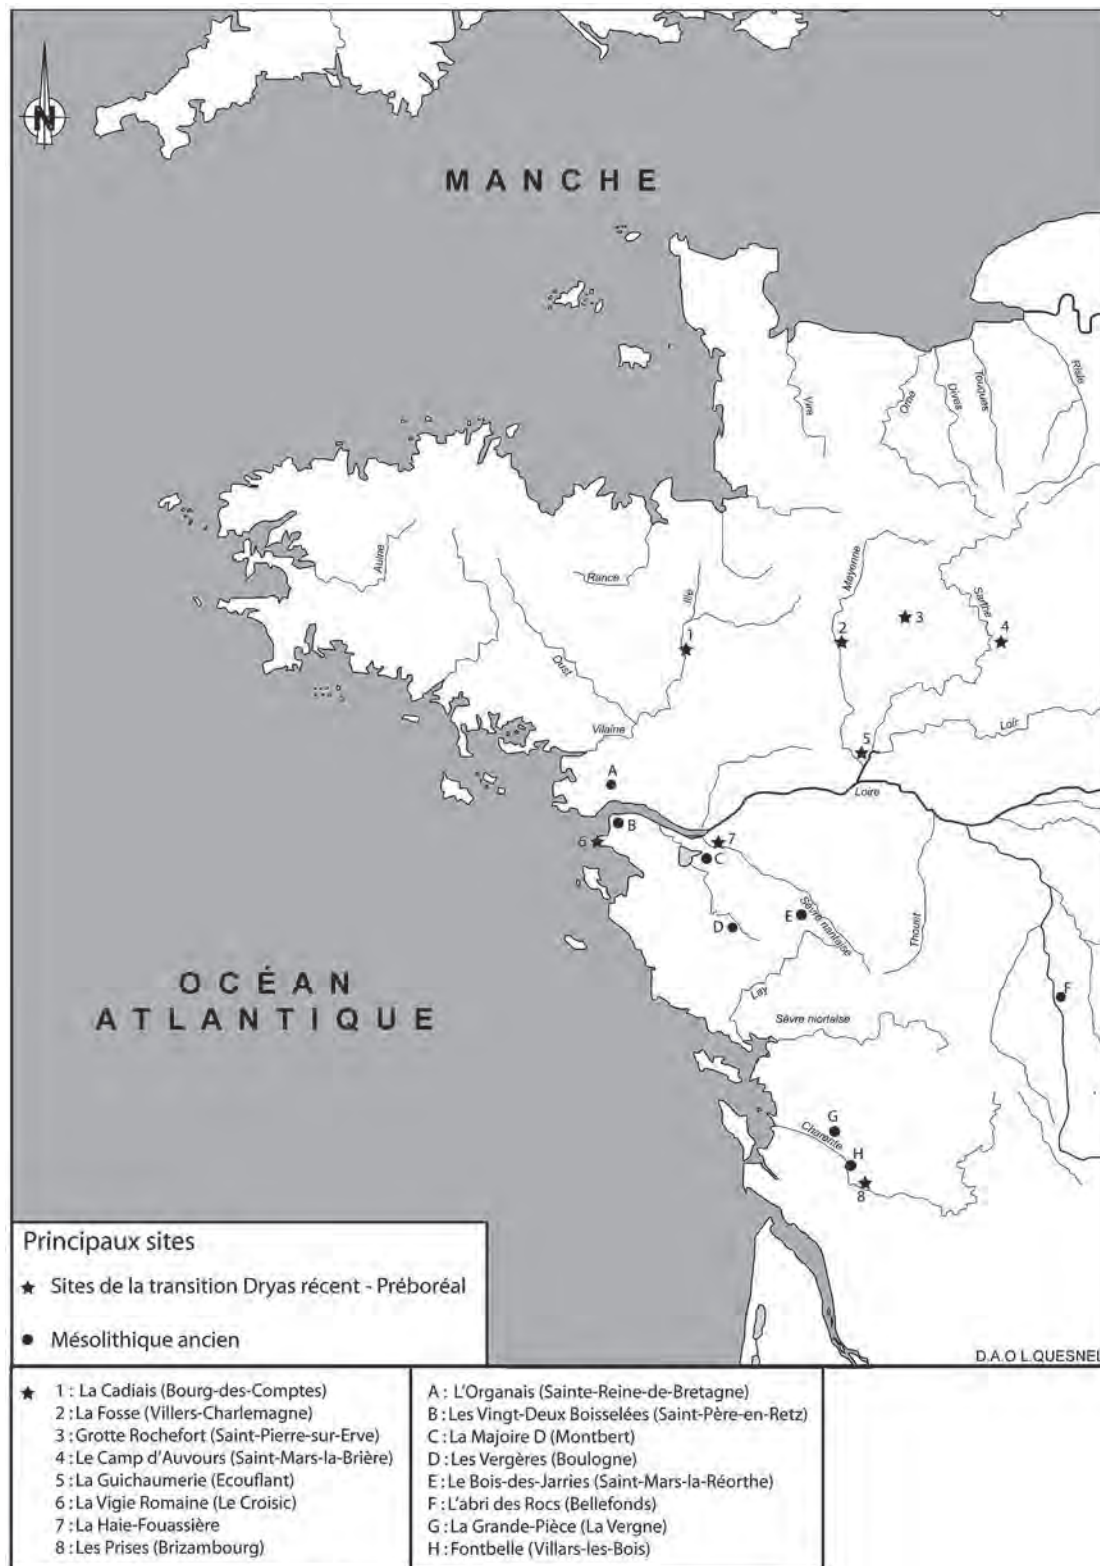 N
MANCHE
Risle
Touques
Dives
Orne
Vire
Aulne
Rance
Ille
Mayenne
Sarthe
3
1
2
4
Oust
Vilaine
Loir
5
A
Loire
B
6
7
C
Sèvre nantaise
E
D
Thouet
OCÉAN
ATLANTIQUE
Lay
F
Sèvre niortaise
G
Charente
H
8
Principaux sites
★ Sites de la transition Dryas récent - Préboréal
● Mésolithique ancien
D.A.O L.QUESNEL
★ 1 : La Cadiais (Bourg-des-Comptes)
2 : La Fosse (Villers-Charlemagne)
3 : Grotte Rochefort (Saint-Pierre-sur-Erve)
4 : Le Camp d'Auvours (Saint-Mars-la-Brière)
5 : La Guichaumerie (Ecouflant)
6 : La Vigie Romaine (Le Croisic)
7 : La Haie-Fouassière
8 : Les Prises (Brizambourg)
A : L'Organais (Sainte-Reine-de-Bretagne)
B : Les Vingt-Deux Boisselées (Saint-Père-en-Retz)
C : La Majoire D (Montbert)
D : Les Vergères (Boulogne)
E : Le Bois-des-Jarries (Saint-Mars-la-Réorthe)
F : L'abri des Rocs (Bellefonds)
G : La Grande-Pièce (La Vergne)
H : Fontbelle (Villars-les-Bois)